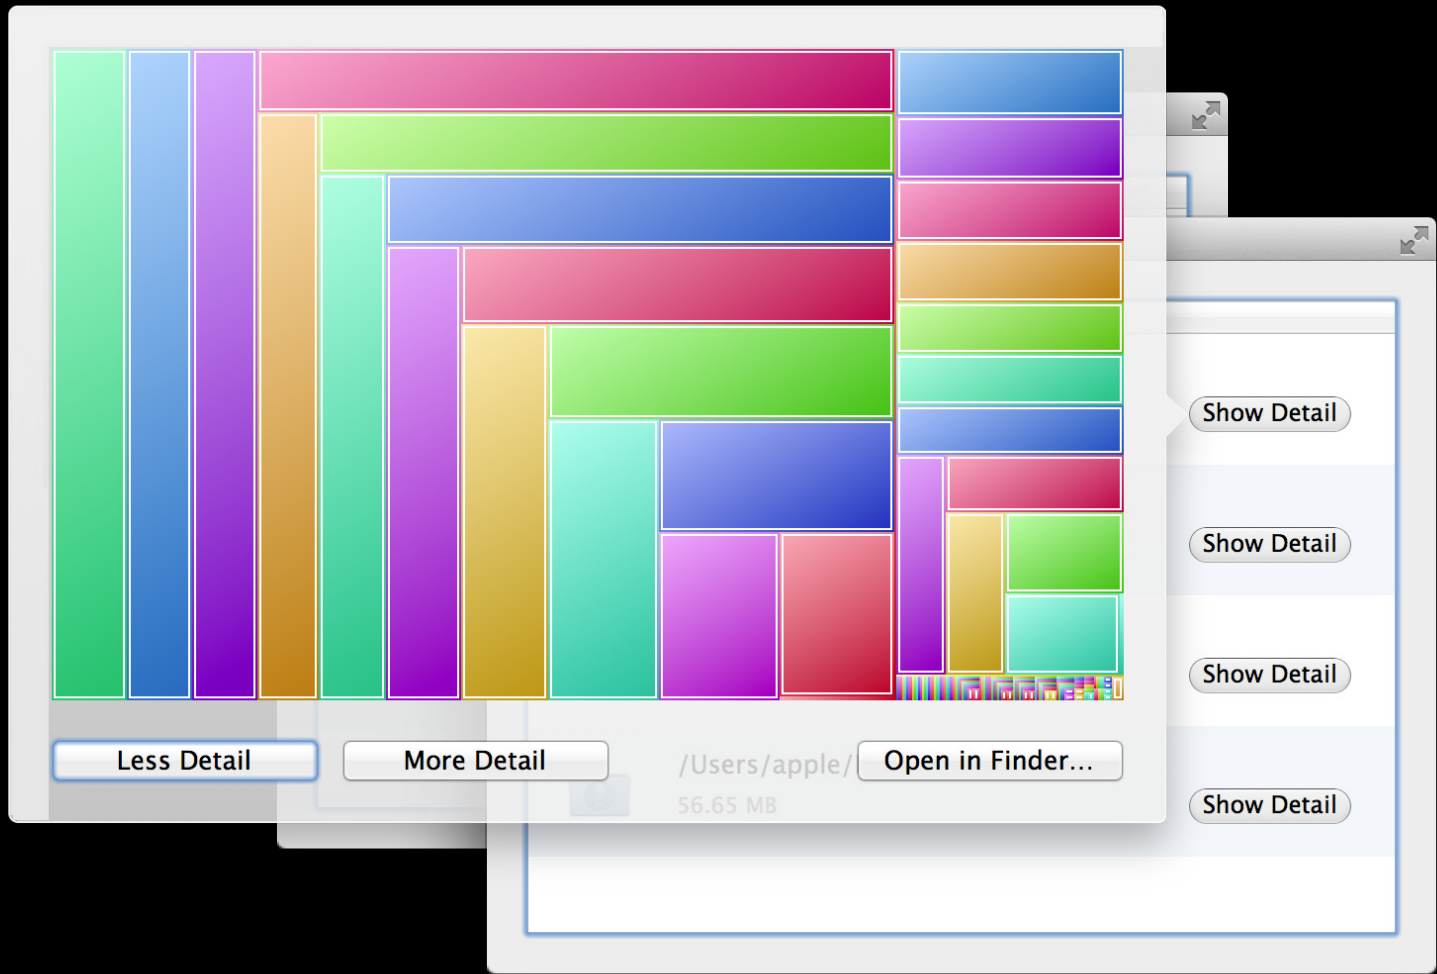 Show Detail
Show Detail
Show Detail
Less Detail
More Detail
/Users/apple/
Open in Finder...
56.65 MB
Show Detail